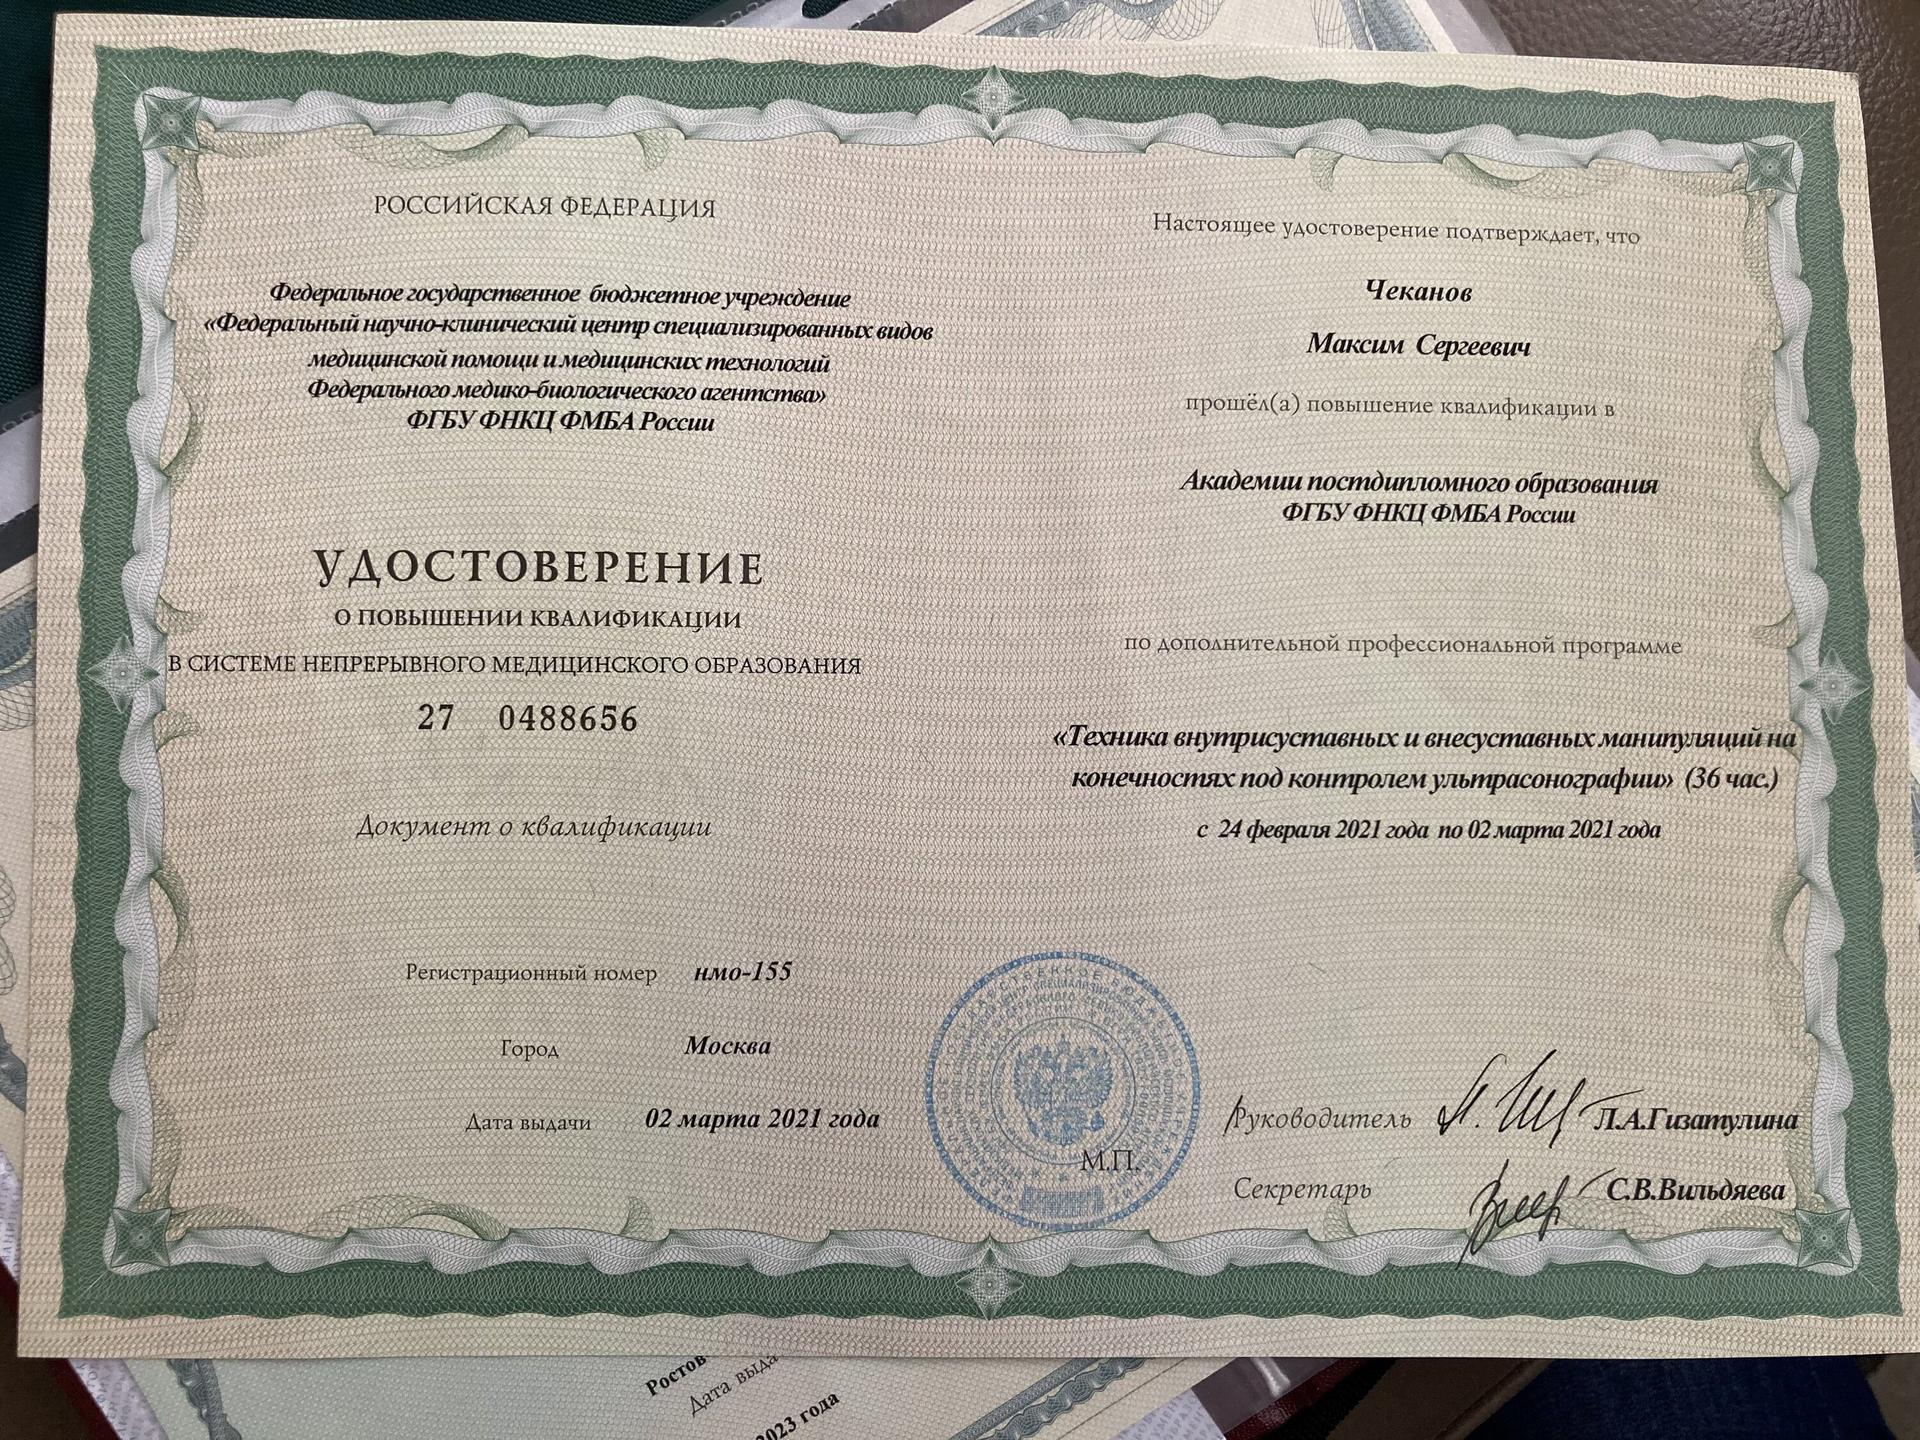 РОССИЙСКАЯ ФЕДЕРАЦИЯ
Федеральное государственное бюджетное учреждение
«Федеральный научно-клинический центр специализированных видов
медицинской помощи и медицинских технологий
Федерального медико-биологического агентства»
ФГБУ ФНКЦ ФМБА России
УДОСТОВЕРЕНИЕ
О ПОВЫШЕНИИ КВАЛИФИКАЦИИ
В СИСТЕМЕ НЕПРЕРЫВНОГО МЕДИЦИНСКОГО ОБРАЗОВАНИЯ
27 0488656
Документ о квалификации
Регистрационный номер нмо-155
Город Москва
Дата выдачи 02 марта 2021 года
Настоящее удостоверение подтверждает, что
Чеканов
Максим Сергеевич
прошёл(а) повышение квалификации в
Академии постдипломного образования
ФГБУ ФНКЦ ФМБА России
по дополнительной профессиональной программе
«Техника внутрисуставных и внесуставных манипуляций на
конечностях под контролем ультрасонографии» (36 час.)
с 24 февраля 2021 года по 02 марта 2021 года
М.П.
Руководитель Л.А.Гизатулина
Секретарь С.В.Вильдяева
Ростов
Дата выда
2023 года